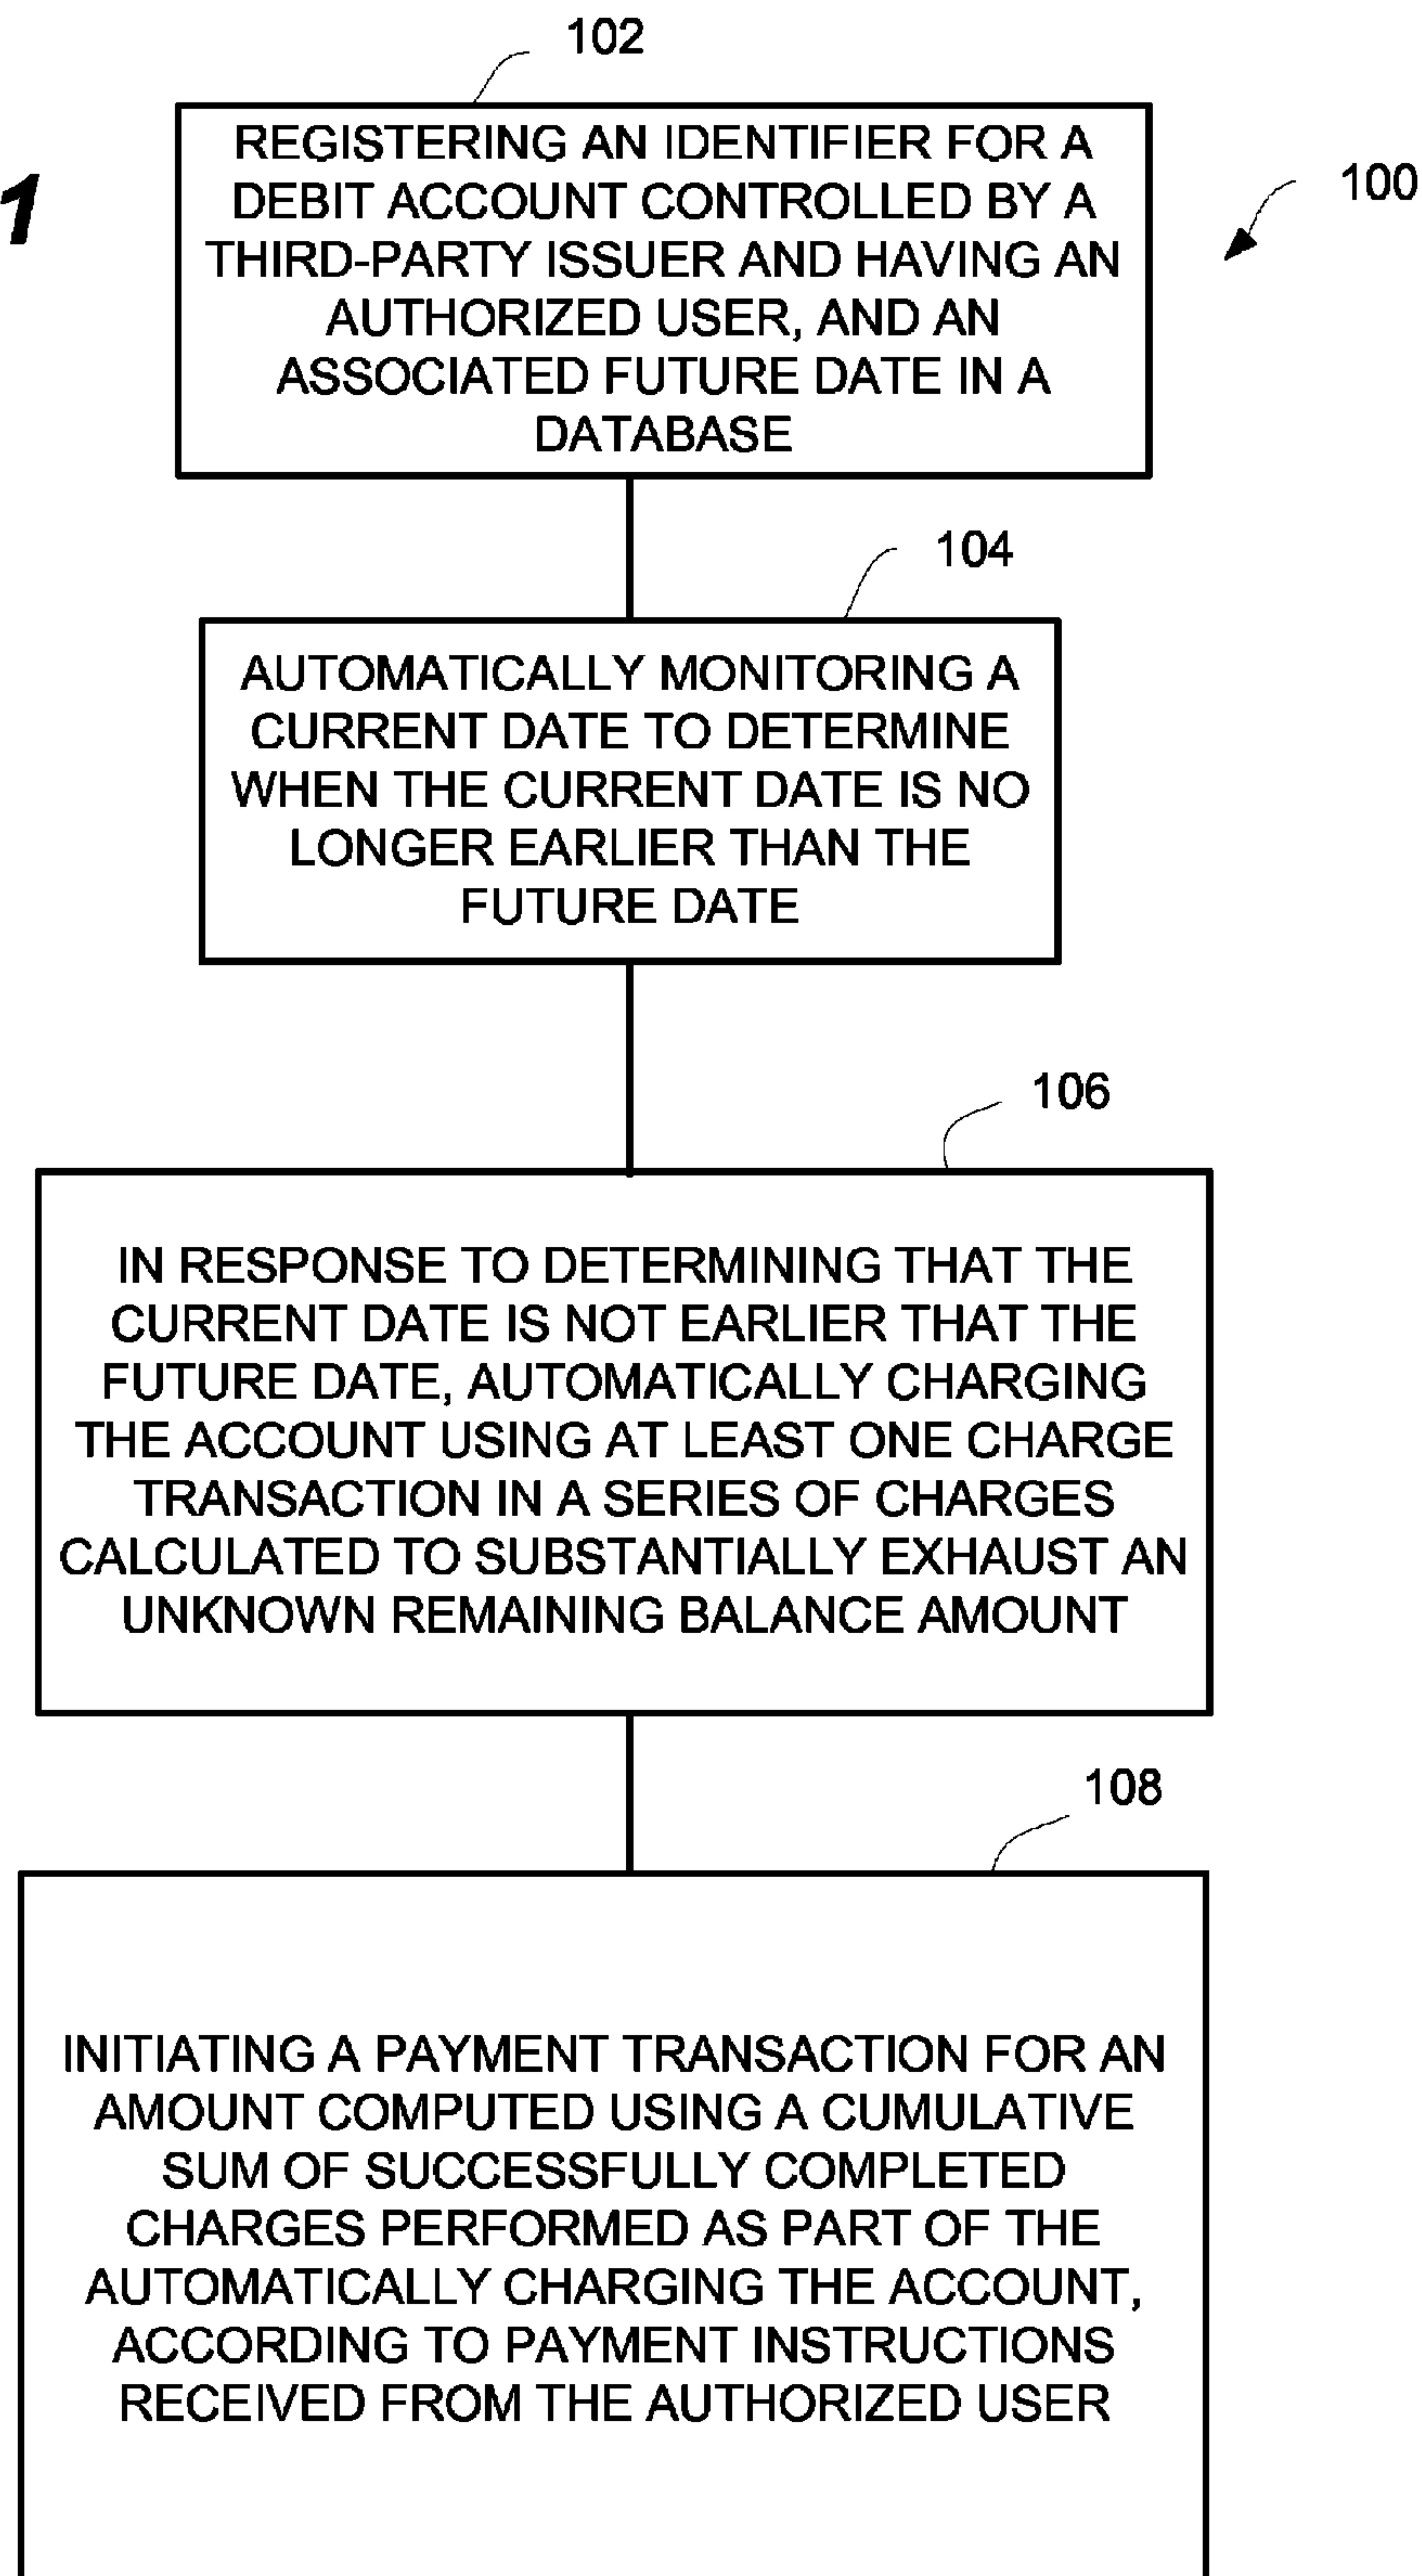 102
REGISTERING AN IDENTIFIER FOR A
DEBIT ACCOUNT CONTROLLED BY A
THIRD-PARTY ISSUER AND HAVING AN
AUTHORIZED USER, AND AN
ASSOCIATED FUTURE DATE IN A
DATABASE
1
100
104
AUTOMATICALLY MONITORING A
CURRENT DATE TO DETERMINE
WHEN THE CURRENT DATE IS NO
LONGER EARLIER THAN THE
FUTURE DATE
106
IN RESPONSE TO DETERMINING THAT THE
CURRENT DATE IS NOT EARLIER THAT THE
FUTURE DATE, AUTOMATICALLY CHARGING
THE ACCOUNT USING AT LEAST ONE CHARGE
TRANSACTION IN A SERIES OF CHARGES
CALCULATED TO SUBSTANTIALLY EXHAUST AN
UNKNOWN REMAINING BALANCE AMOUNT
108
INITIATING A PAYMENT TRANSACTION FOR AN
AMOUNT COMPUTED USING A CUMULATIVE
SUM OF SUCCESSFULLY COMPLETED
CHARGES PERFORMED AS PART OF THE
AUTOMATICALLY CHARGING THE ACCOUNT,
ACCORDING TO PAYMENT INSTRUCTIONS
RECEIVED FROM THE AUTHORIZED USER